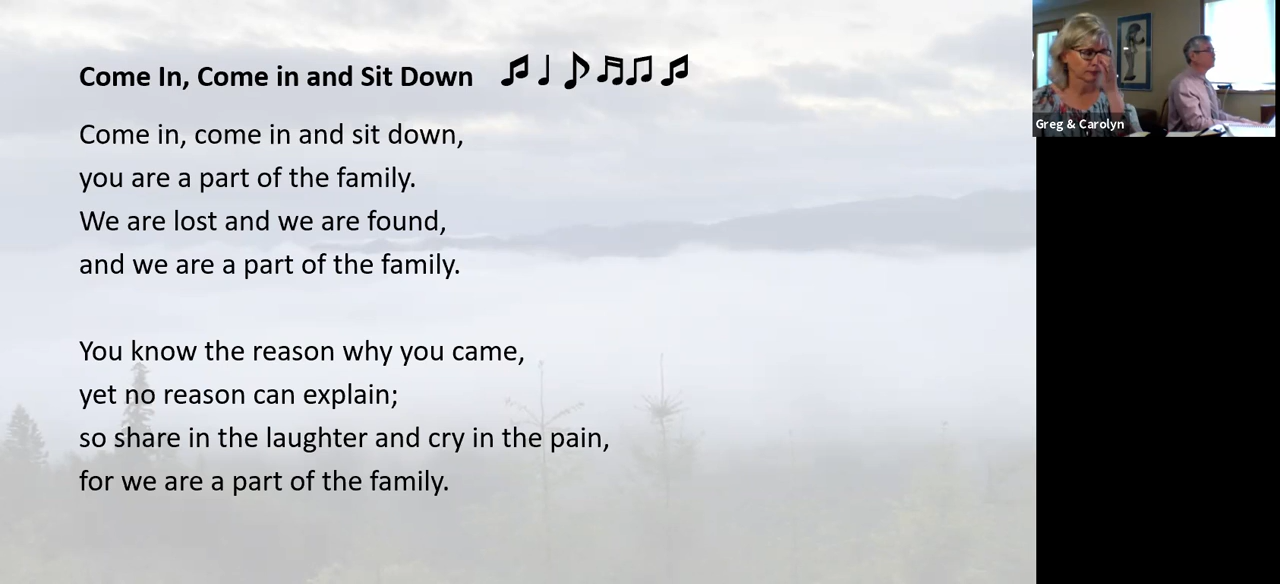 Come In, Come in and Sit Down
Come in, come in and sit down,
you are a part of the family.
We are lost and we are found,
and we are a part of the family.
You know the reason why you came,
yet no reason can explain;
so share in the laughter and cry in the pain,
for we are a part of the family.
Greg & Carolyn